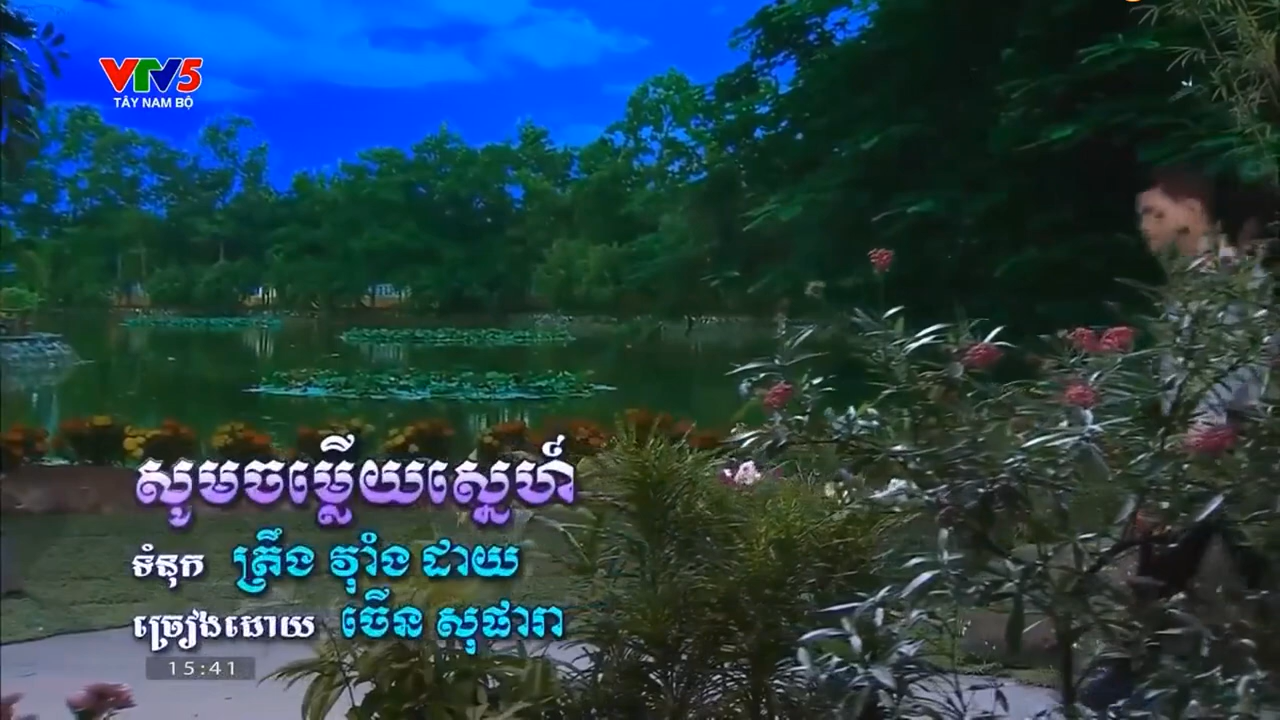 VTV5
TÂY NAM BỘ
សូមចម្លើយស្នេហ៍
ទំនុក ត្រឹង វ៉ាំង ដាយ
ច្រៀងដោយ ចើន សុផារា
15:41